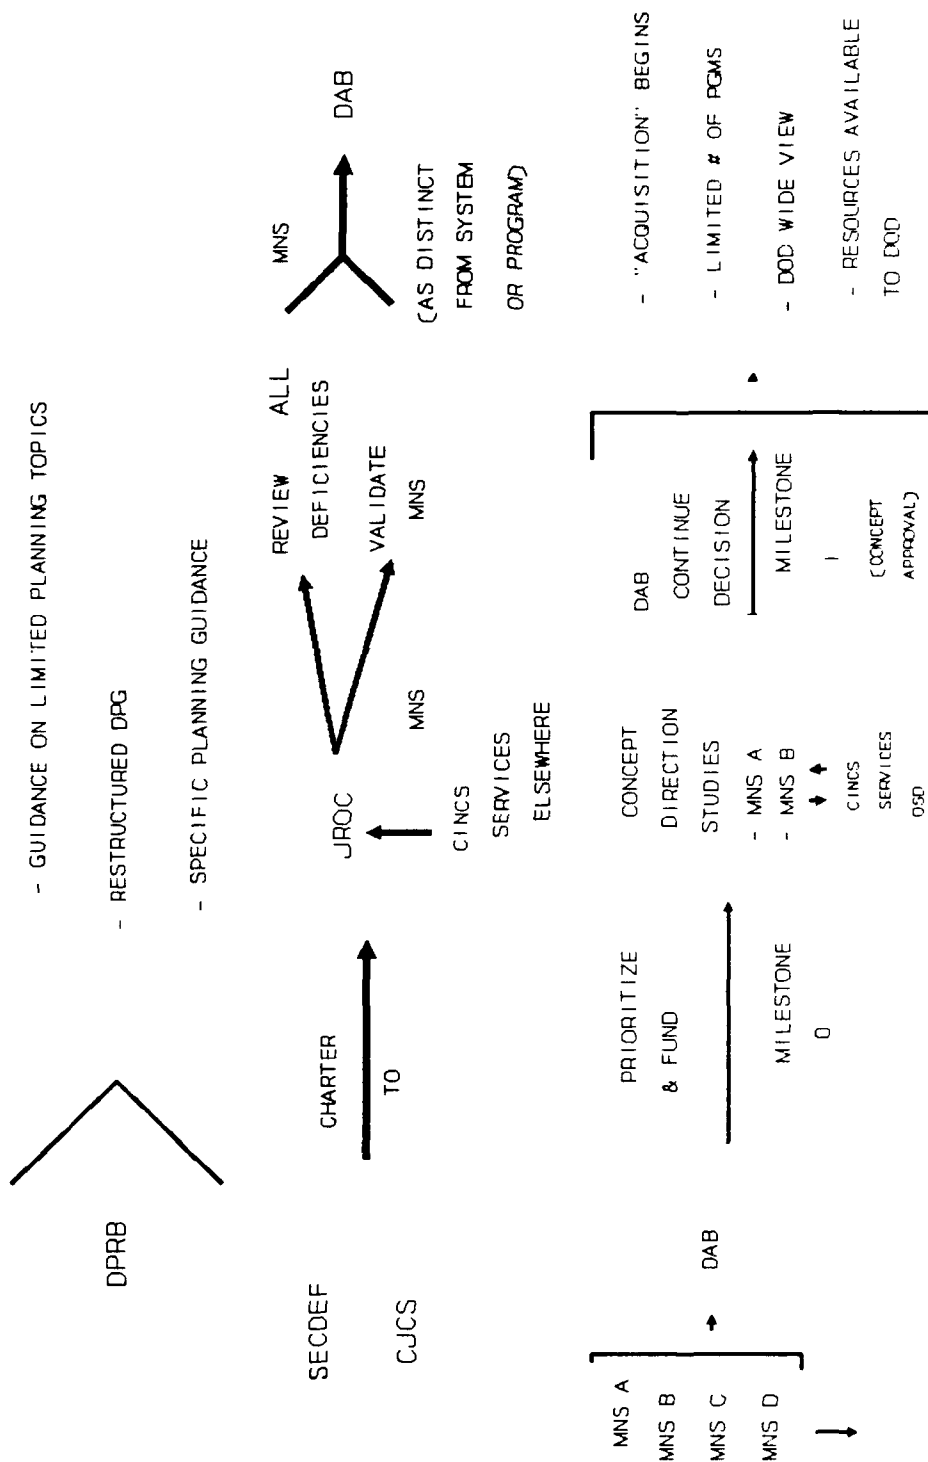 DPRB
- GUIDANCE ON LIMITED PLANNING TOPICS
- RESTRUCTURED DPG
- SPECIFIC PLANNING GUIDANCE
SECDEF
CJCS
CHARTER
TO
JROC
CINCS
SERVICES
ELSEWHERE
MNS
REVIEW ALL
DEFICIENCIES
VALIDATE
MNS
MNS
DAB
(AS DISTINCT
FROM SYSTEM
OR PROGRAM)
MNS A
MNS B
MNS C
MNS D
DAB
PRIORITIZE
& FUND
MILESTONE
0
CONCEPT
DIRECTION
STUDIES
- MNS A
- MNS B
CINCS
SERVICES
OSD
DAB
CONTINUE
DECISION
MILESTONE
I
(CONCEPT
APPROVAL)
- "ACQUISITION" BEGINS
- LIMITED # OF PGMS
- DOD WIDE VIEW
- RESOURCES AVAILABLE
TO DOD